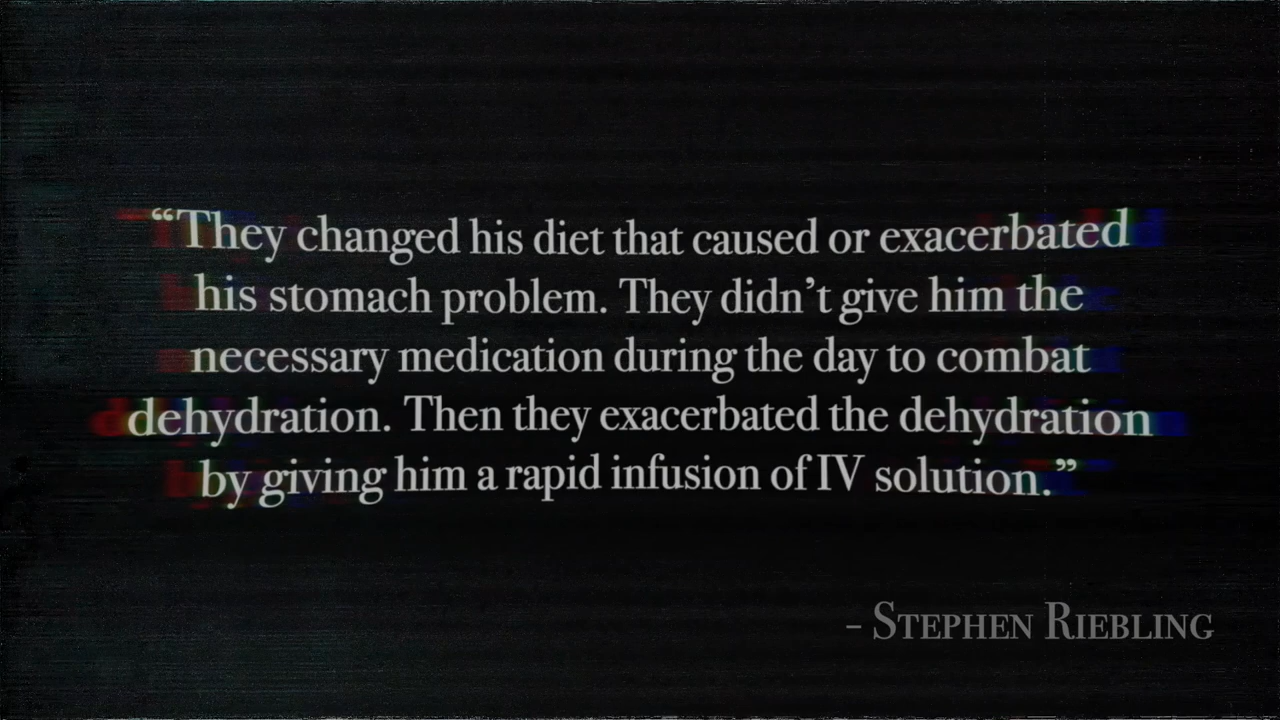 “They changed his diet that caused or exacerbated
his stomach problem. They didn’t give him the
necessary medication during the day to combat
dehydration. Then they exacerbated the dehydration
by giving him a rapid infusion of IV solution.”
– Stephen Riebling